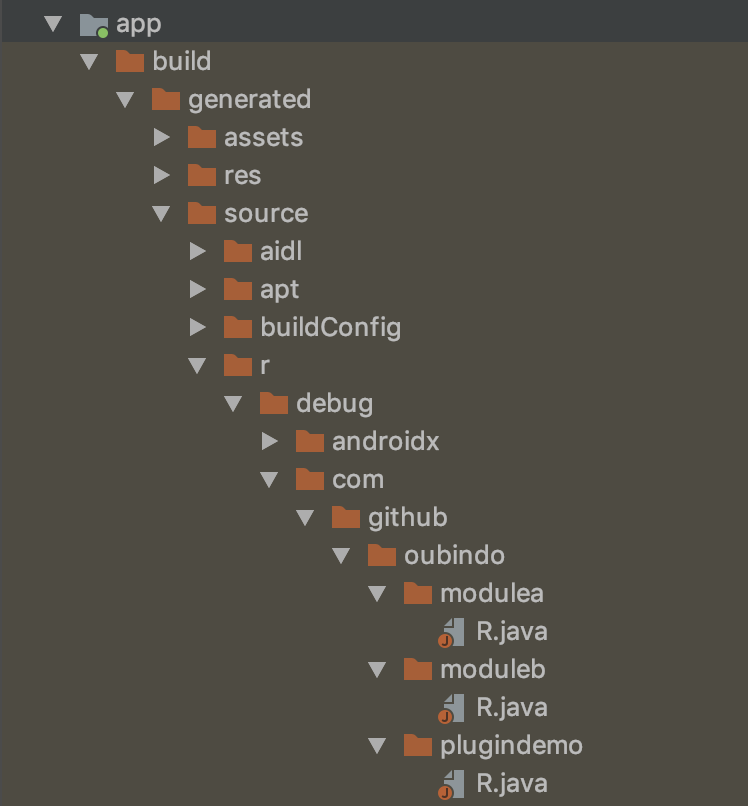 app
build
generated
assets
res
source
aidl
apt
buildConfig
r
debug
androidx
com
github
oubindo
modulea
R.java
moduleb
R.java
plugindemo
R.java